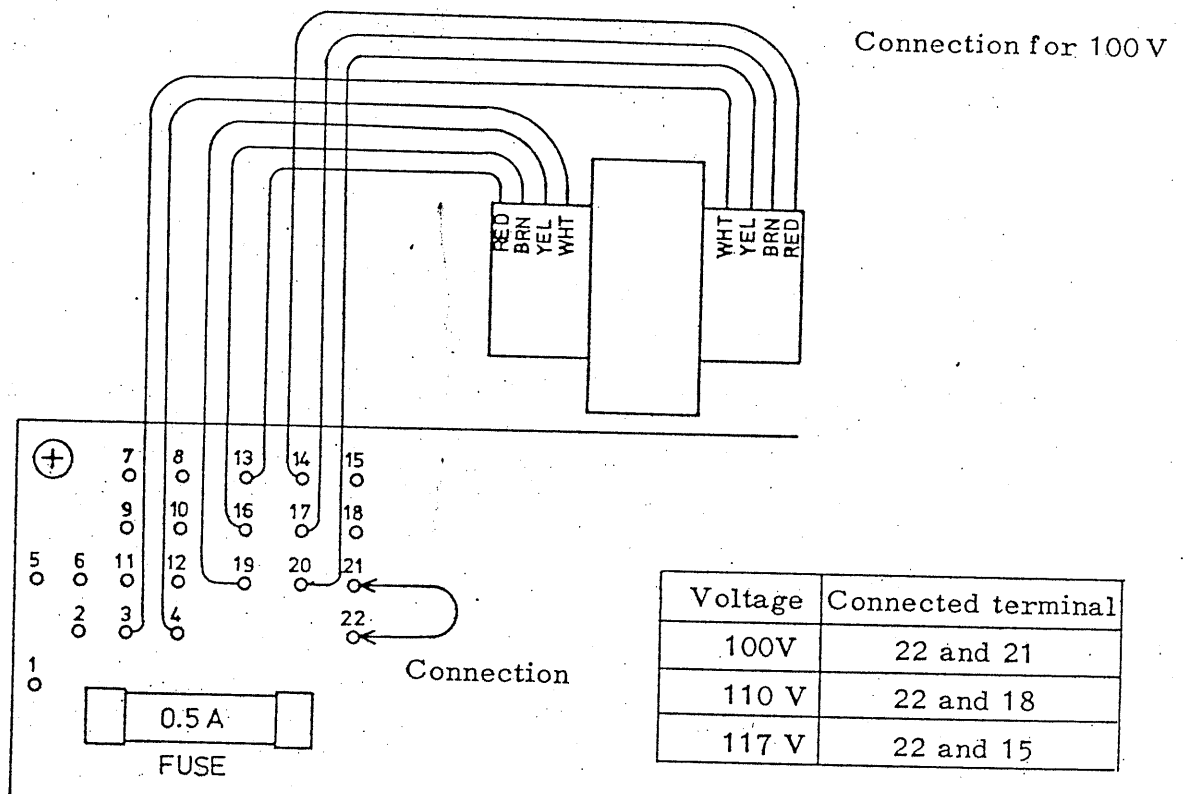 Connection for 100 V
RED
BRN
YEL
WHT
WHT
YEL
BRN
RED
7 8 13 14 15
9 10 16 17 18
5 6 11 12 19 20 21
2 3 4 22
1
Connection
0.5 A
FUSE
Voltage Connected terminal
100V 22 and 21
110 V 22 and 18
117 V 22 and 15